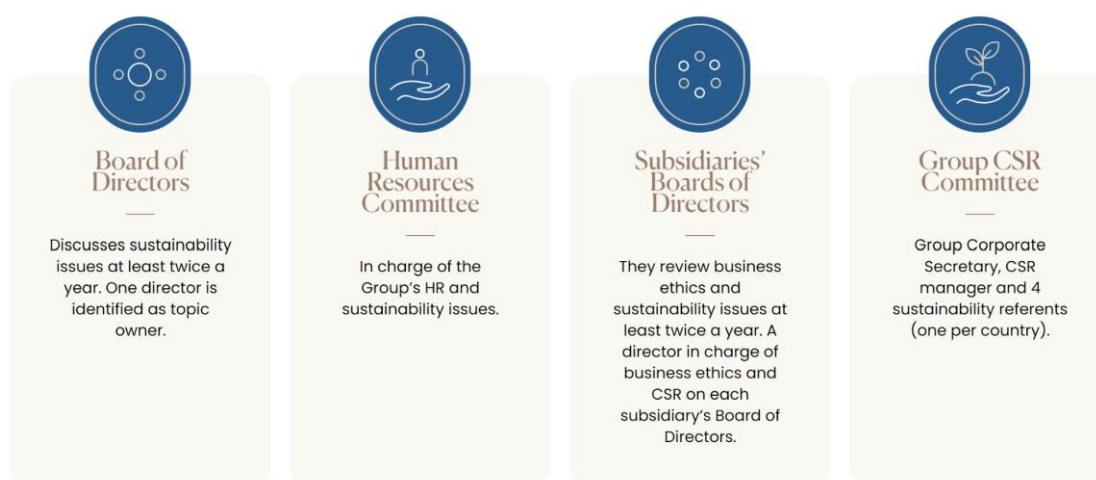 Board of
Directors
Discusses sustainability
issues at least twice a
year. One director is
identified as topic
owner.
Human
Resources
Committee
In charge of the
Group's HR and
sustainability issues.
Subsidiaries'
Boards of
Directors
They review business
ethics and
sustainability issues at
least twice a year. A
director in charge of
business ethics and
CSR on each
subsidiary's Board of
Directors.
Group CSR
Committee
Group Corporate
Secretary, CSR
manager and 4
sustainability referents
(one per country).